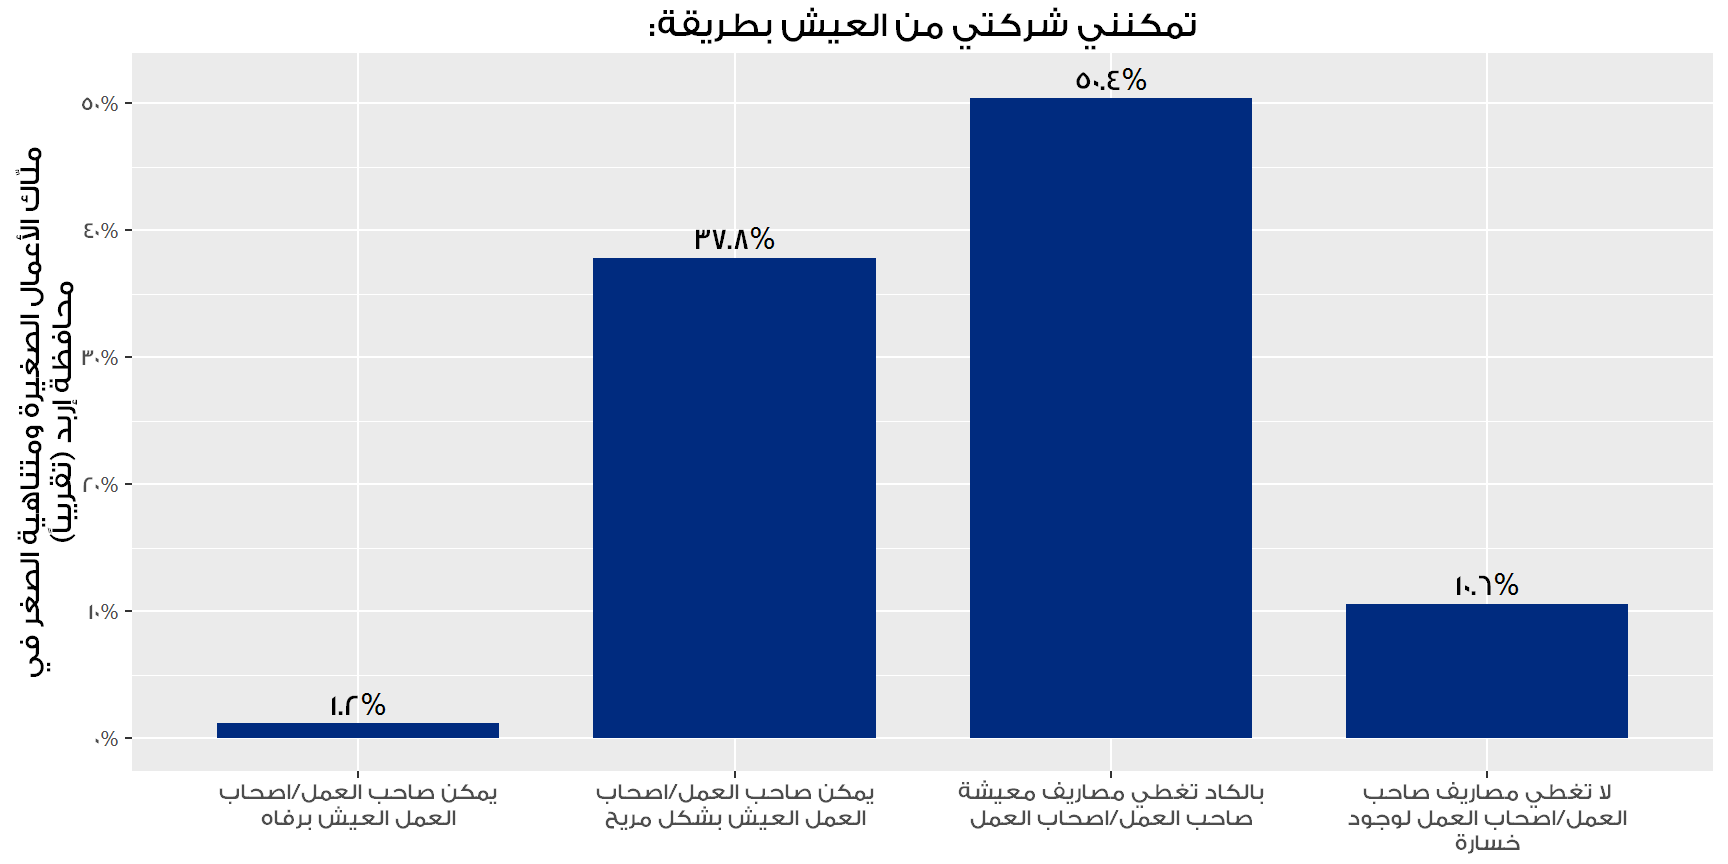 تمكنني شركتي من العيش بطريقة:
ملّاك الأعمال الصغيرة ومتناهية الصغر في
محافظة إربد (تقريباً)
٥٠%
٤٠%
٣٠%
٢٠%
١٠%
٠%
١.٢%
٣٧.٨%
٥٠.٤%
١٠.٦%
يمكن صاحب العمل/اصحاب
العمل العيش برفاه
يمكن صاحب العمل/اصحاب
العمل العيش بشكل مريح
بالكاد تغطي مصاريف معيشة
صاحب العمل/اصحاب العمل
لا تغطي مصاريف صاحب
العمل/اصحاب العمل لوجود
خسارة